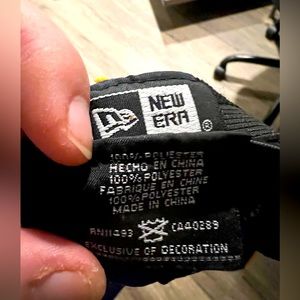 NEW
ERA
®
100% POLYESTER
HECHO EN CHINA
100% POLYESTER
FABRIQUE EN CHINE
100% POLYESTER
MADE IN CHINA
RN11493 CA40289
EXCLUSIVE OF DECORATION